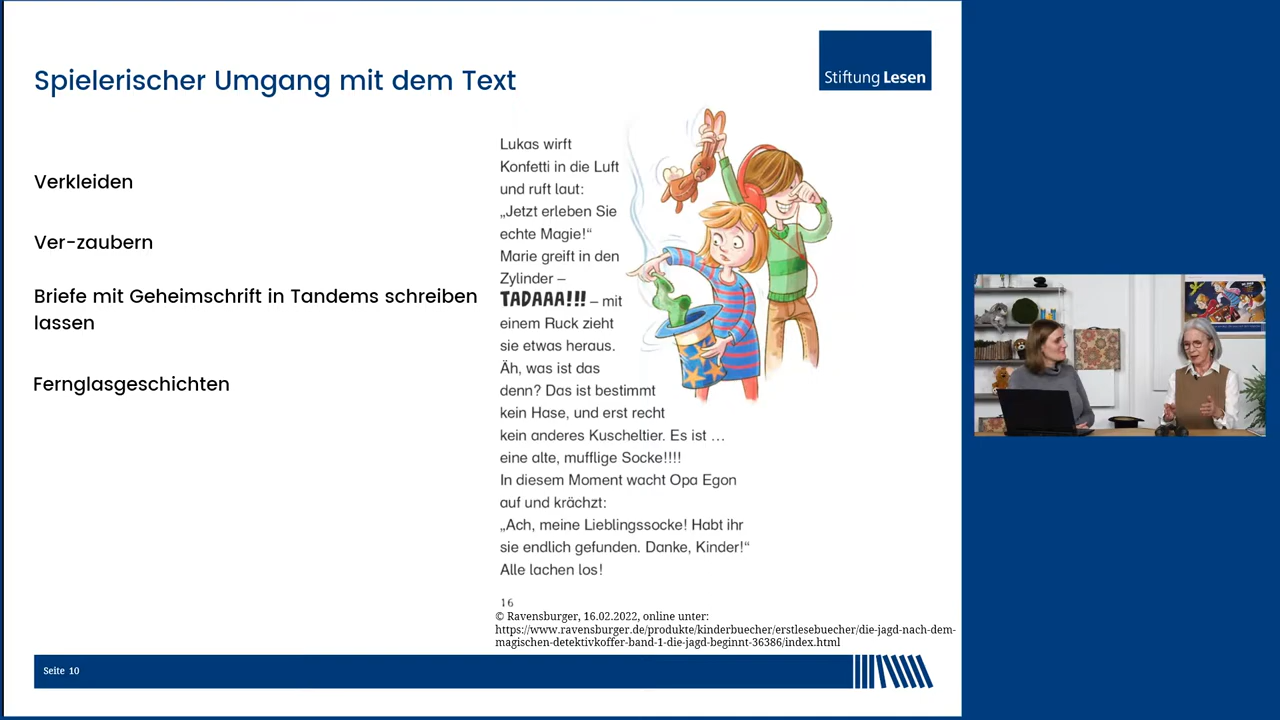 Spielerischer Umgang mit dem Text
Stiftung Lesen
Verkleiden
Ver-zaubern
Briefe mit Geheimschrift in Tandems schreiben
lassen
Fernglasgeschichten
Lukas wirft
Konfetti in die Luft
und ruft laut:
„Jetzt erleben Sie
echte Magie!“
Marie greift in den
Zylinder –
TADAAA!!! – mit
einem Ruck zieht
sie etwas heraus.
Äh, was ist das
denn? Das ist bestimmt
kein Hase, und erst recht
kein anderes Kuscheltier. Es ist …
eine alte, mufflige Socke!!!!
In diesem Moment wacht Opa Egon
auf und krächzt:
„Ach, meine Lieblingssocke! Habt ihr
sie endlich gefunden. Danke, Kinder!“
Alle lachen los!
16
© Ravensburger, 16.02.2022, online unter:
https://www.ravensburger.de/produkte/kinderbuecher/erstlesebuecher/die-jagd-nach-dem-
magischen-detektivkoffer-band-1-die-jagd-beginnt-36386/index.html
Seite 10